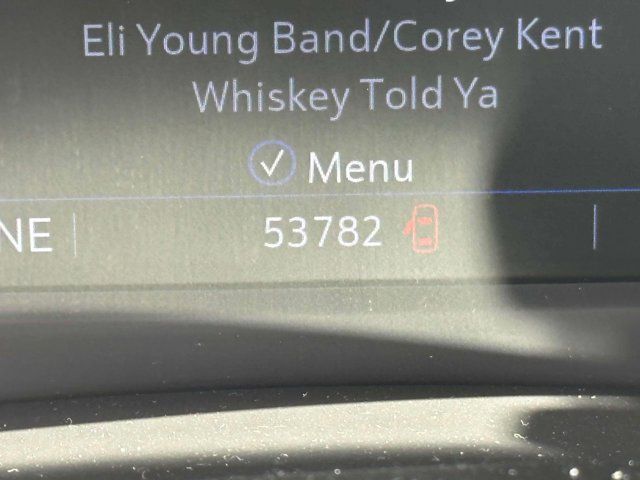 Eli Young Band/Corey Kent
Whiskey Told Ya
Menu
NE
53782